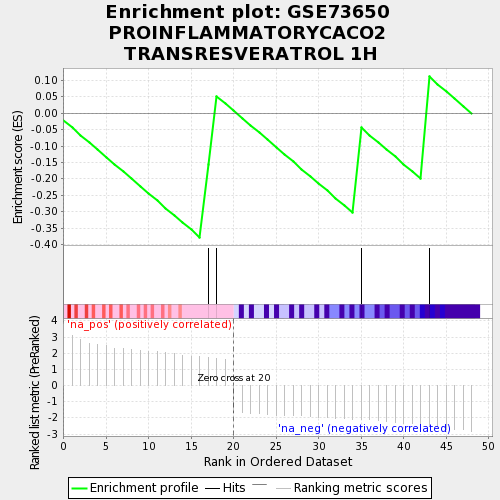 Enrichment plot: GSE73650
PROINFLAMMATORYCACO2
TRANSRESVERATROL 1H
Enrichment score (ES)
0.10
0.05
0.00
-0.05
-0.10
-0.15
-0.20
-0.25
-0.30
-0.35
-0.40
Ranked list metric (PreRanked)
4
3
2
1
0
-1
-2
-3
'na_pos' (positively correlated)
Zero cross at 20
'na_neg' (negatively correlated)
0 5 10 15 20 25 30 35 40 45 50
Rank in Ordered Dataset
Enrichment profile Hits Ranking metric scores